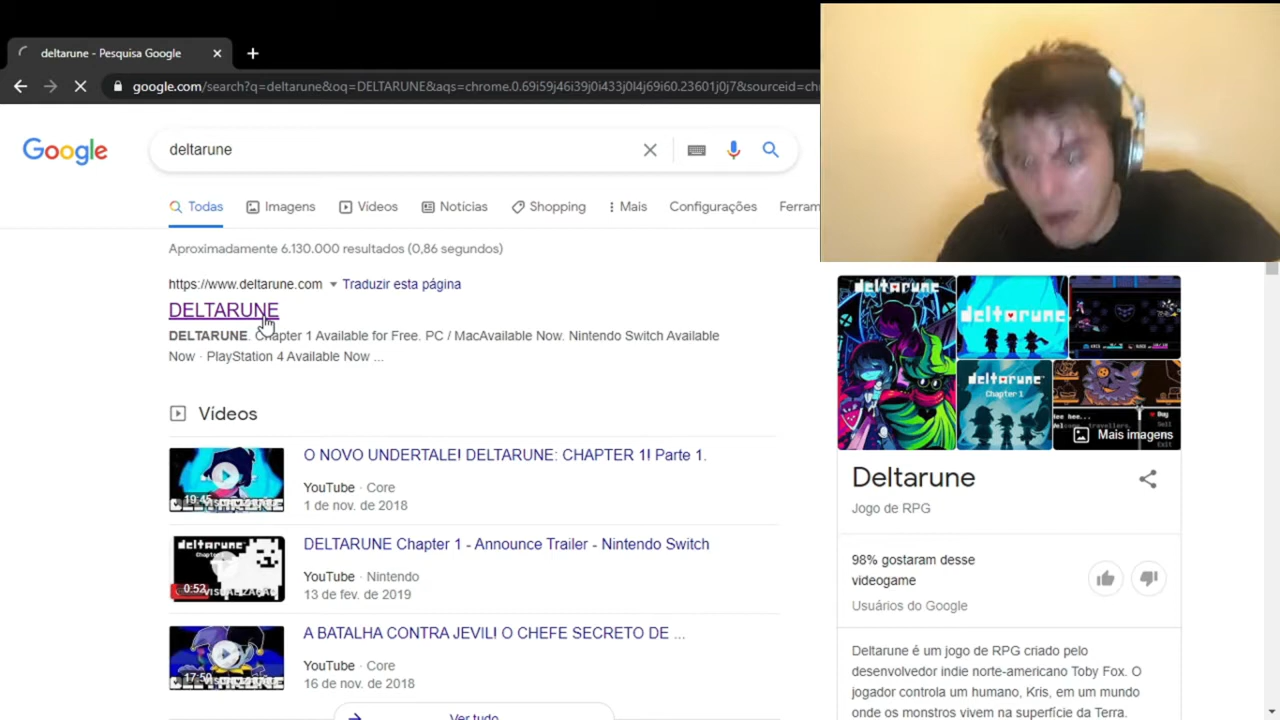 deltarune - Pesquisa Google
google.com/search?q=deltarune&oq=DELTARUNE&aqs=chrome.0.69i59j46i39j0i433j0l4j69i60.23601j0j7&sourceid=chr
Google
deltarune
Todas
Imagens
Vídeos
Notícias
Shopping
Mais
Configurações
Ferram
Aproximadamente 6.130.000 resultados (0,86 segundos)
https://www.deltarune.com
Traduzir esta página
DELTARUNE
DELTARUNE. Chapter 1 Available for Free. PC / MacAvailable Now. Nintendo Switch Available
Now · PlayStation 4 Available Now ...
Vídeos
O NOVO UNDERTALE! DELTARUNE: CHAPTER 1! Parte 1.
YouTube · Core
1 de nov. de 2018
19:45
DELTARUNE Chapter 1 - Announce Trailer - Nintendo Switch
YouTube · Nintendo
13 de fev. de 2019
deltarune
0:52
A BATALHA CONTRA JEVIL! O CHEFE SECRETO DE ...
YouTube · Core
16 de nov. de 2018
17:50
Ver tudo
deltarune
deltarune
deltarune
Chapter 1
Mais imagens
Deltarune
Jogo de RPG
98% gostaram desse
videogame
Usuários do Google
Deltarune é um jogo de RPG criado pelo
desenvolvedor indie norte-americano Toby Fox. O
jogador controla um humano, Kris, em um mundo
onde os monstros vivem na superfície da Terra.